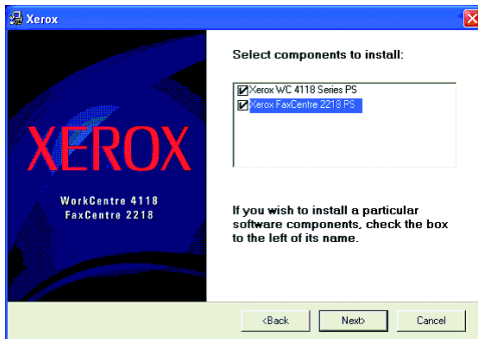 Xerox
Select components to install:
Xerox WC 4118 Series PS
Xerox FaxCentre 2218 PS
XEROX
WorkCentre 4118
FaxCentre 2218
If you wish to install a particular
software components, check the box
to the left of its name.
<Back
Next>
Cancel